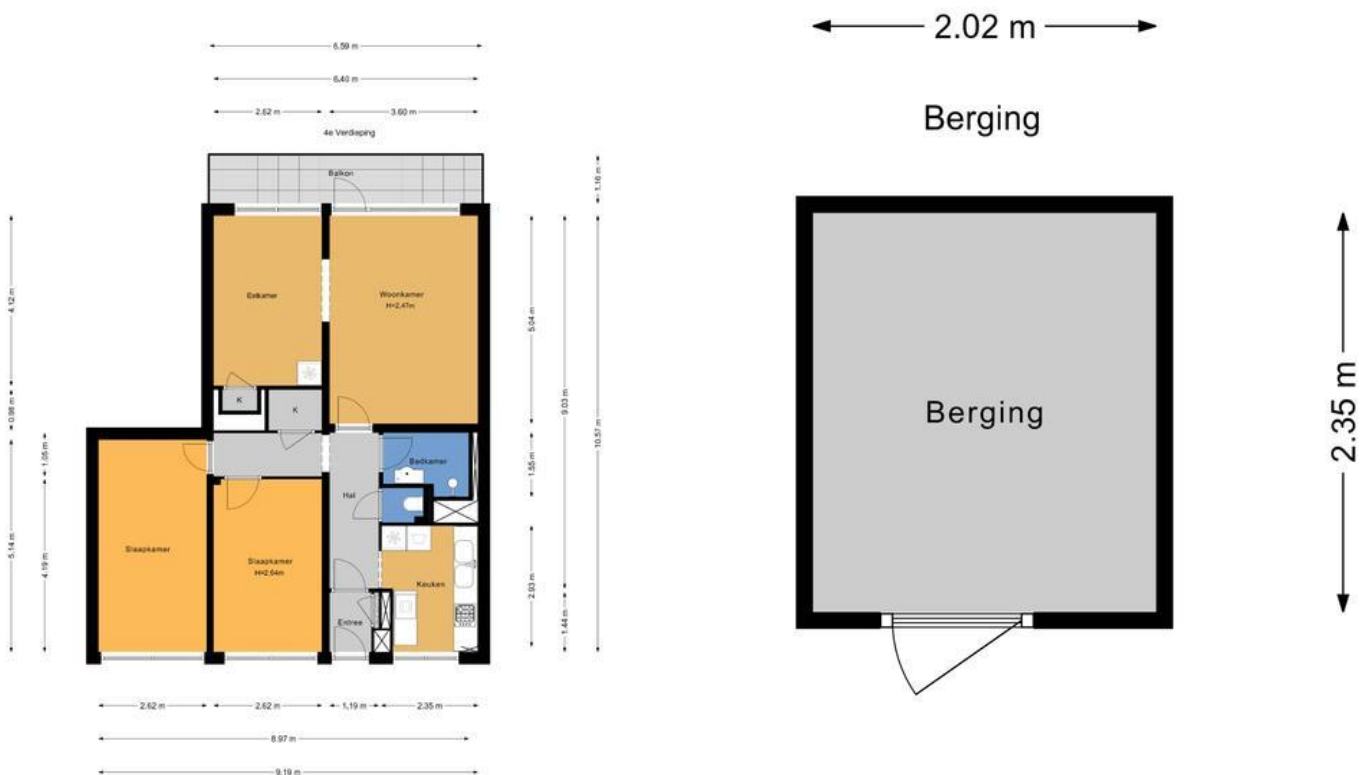 6.59 m
6.40 m
2.62 m
3.60 m
4e Verdieping
Balkon
1.16 m
4.12 m
0.98 m
1.05 m
5.14 m
4.19 m
Eetkamer
Woonkamer
H=2.47m
K
K
Badkamer
Hal
Slaapkamer
Slaapkamer
H=2.64m
Keuken
Entree
5.04 m
1.55 m
2.93 m
9.03 m
1.44 m
10.57 m
2.62 m
2.62 m
1.19 m
2.35 m
8.97 m
9.19 m
2.02 m
Berging
Berging
2.35 m